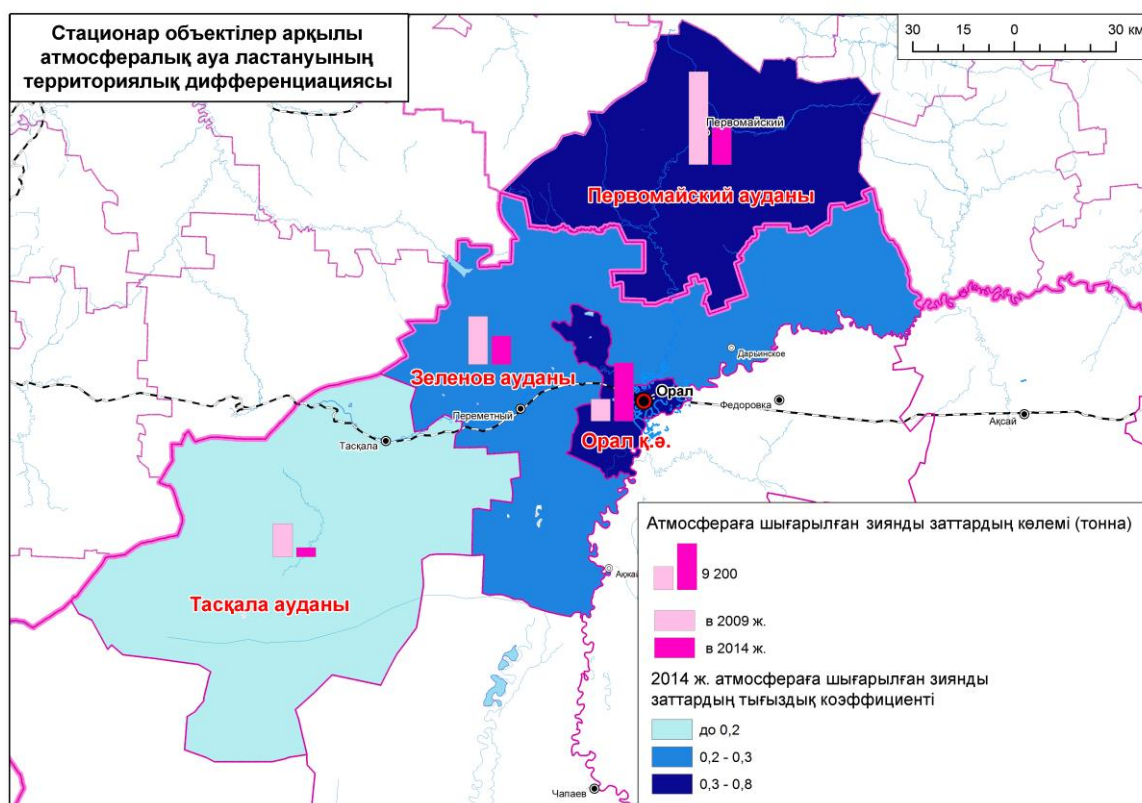 Стационар объектілер арқылы
атмосфералық ауа ластануының
территориялық дифференциациясы
30 15 0 30 км
Первомайский
Первомайский ауданы
Дарьинское
Зеленов ауданы
Орал
Переметный
Федоровка
Ақсай
Тасқала
Орал қ.ә.
Тасқала ауданы
Чапаев
Атмосфераға шығарылған зиянды заттардың көлемі (тонна)
9 200
в 2009 ж.
в 2014 ж.
2014 ж. атмосфераға шығарылған зиянды
заттардың тығыздық коэффициенті
до 0,2
0,2 - 0,3
0,3 - 0,8